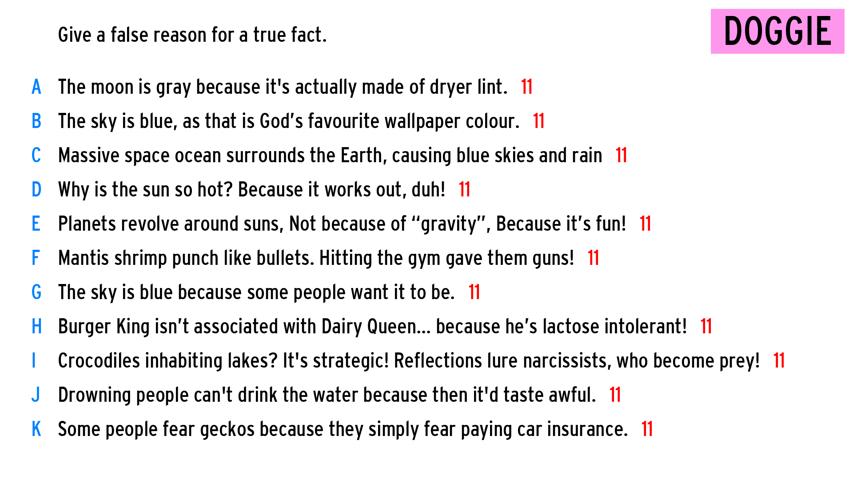 Give a false reason for a true fact.
DOGGIE
A The moon is gray because it's actually made of dryer lint. 11
B The sky is blue, as that is God's favourite wallpaper colour. 11
C Massive space ocean surrounds the Earth, causing blue skies and rain 11
D Why is the sun so hot? Because it works out, duh! 11
E Planets revolve around suns, Not because of “gravity”, Because it’s fun! 11
F Mantis shrimp punch like bullets. Hitting the gym gave them guns! 11
G The sky is blue because some people want it to be. 11
H Burger King isn’t associated with Dairy Queen... because he’s lactose intolerant! 11
I Crocodiles inhabiting lakes? It's strategic! Reflections lure narcissists, who become prey! 11
J Drowning people can't drink the water because then it'd taste awful. 11
K Some people fear geckos because they simply fear paying car insurance. 11